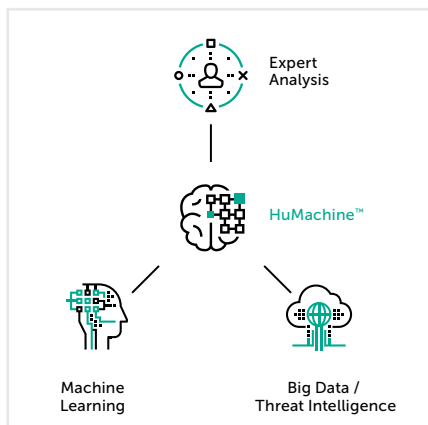 Expert
Analysis
HuMachine™
Machine
Learning
Big Data /
Threat Intelligence